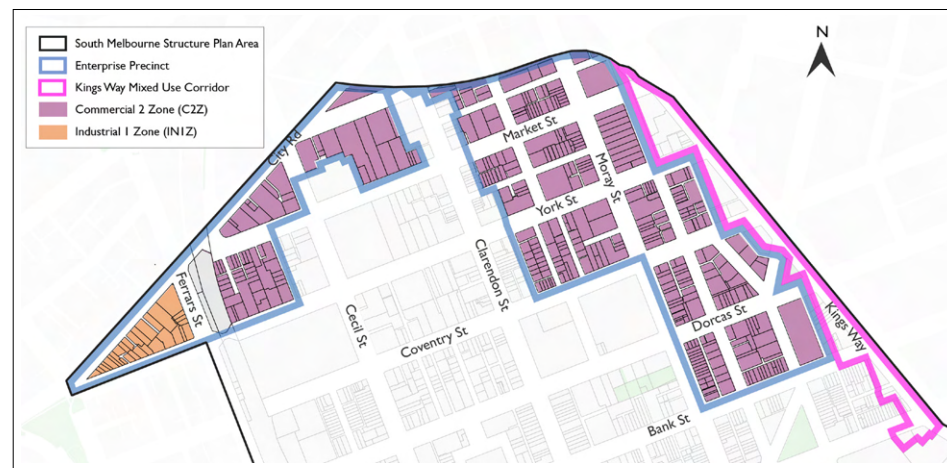 South Melbourne Structure Plan Area
Enterprise Precinct
Kings Way Mixed Use Corridor
Commercial 2 Zone (C2Z)
Industrial 1 Zone (IN1Z)
N
City Rd
Market St
Moray St
York St
Ferrars St
Clarendon St
Cecil St
Coventry St
Dorcas St
Kings Way
Bank St